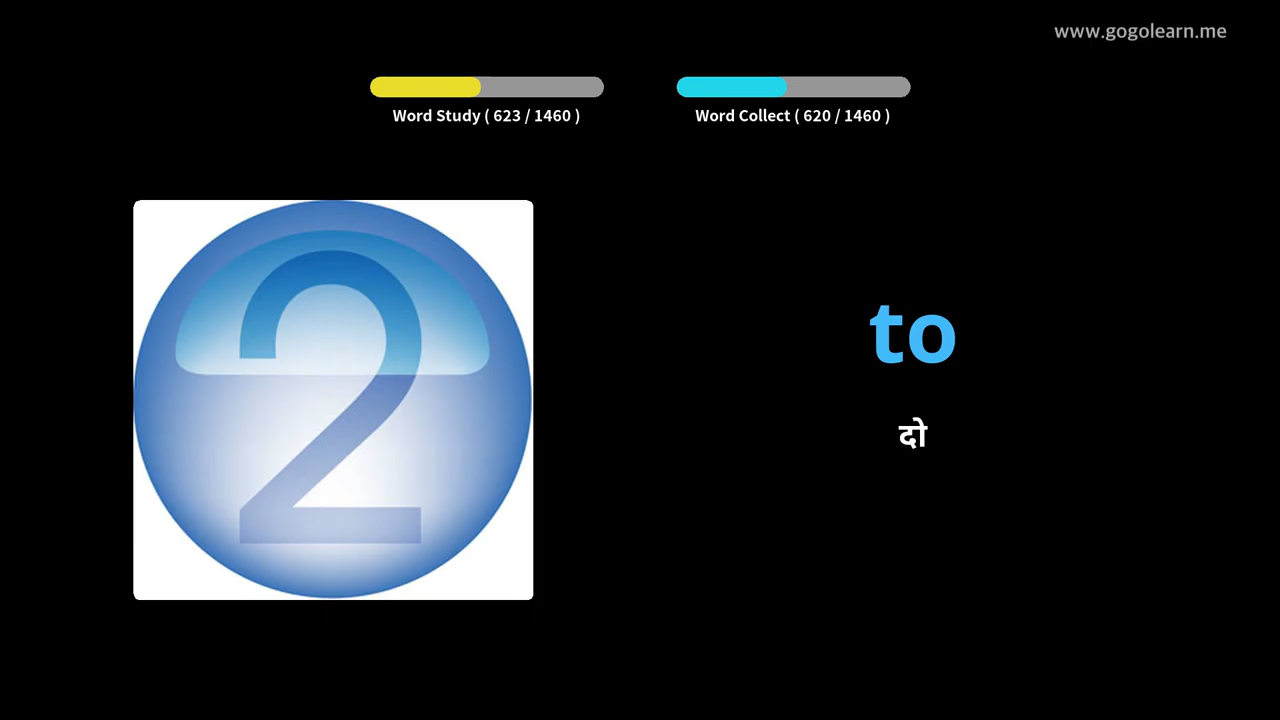 www.gogolearn.me
Word Study ( 623 / 1460 )
Word Collect ( 620 / 1460 )
2
to
दो